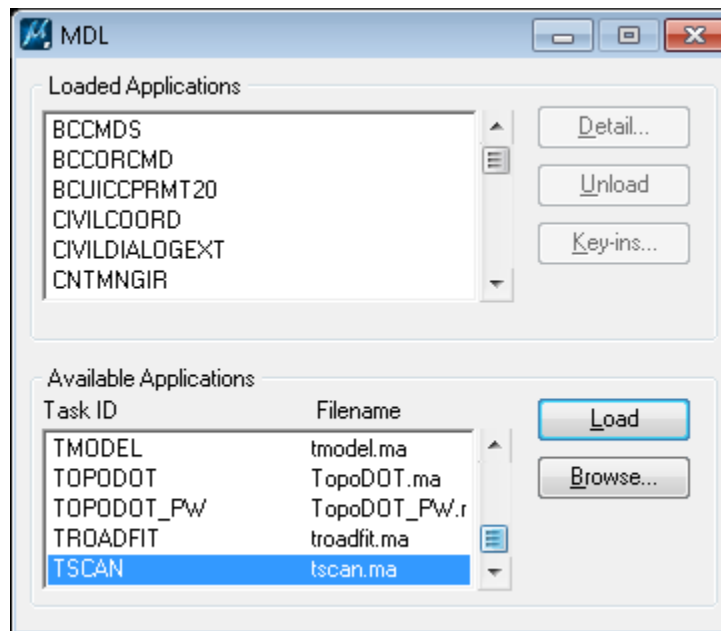 MDL
Loaded Applications
BCCMDS
BCCORCMD
BCUICCPRMT20
CIVILCOORD
CIVILDIALOGEXT
CNTMNGIR
Detail...
Unload
Key-ins...
Available Applications
Task ID Filename
TMODEL tmodel.ma
TOPODOT TopoDOT.ma
TOPODOT_PW TopoDOT_PW.r
TROADFIT troadfit.ma
TSCAN tscan.ma
Load
Browse...